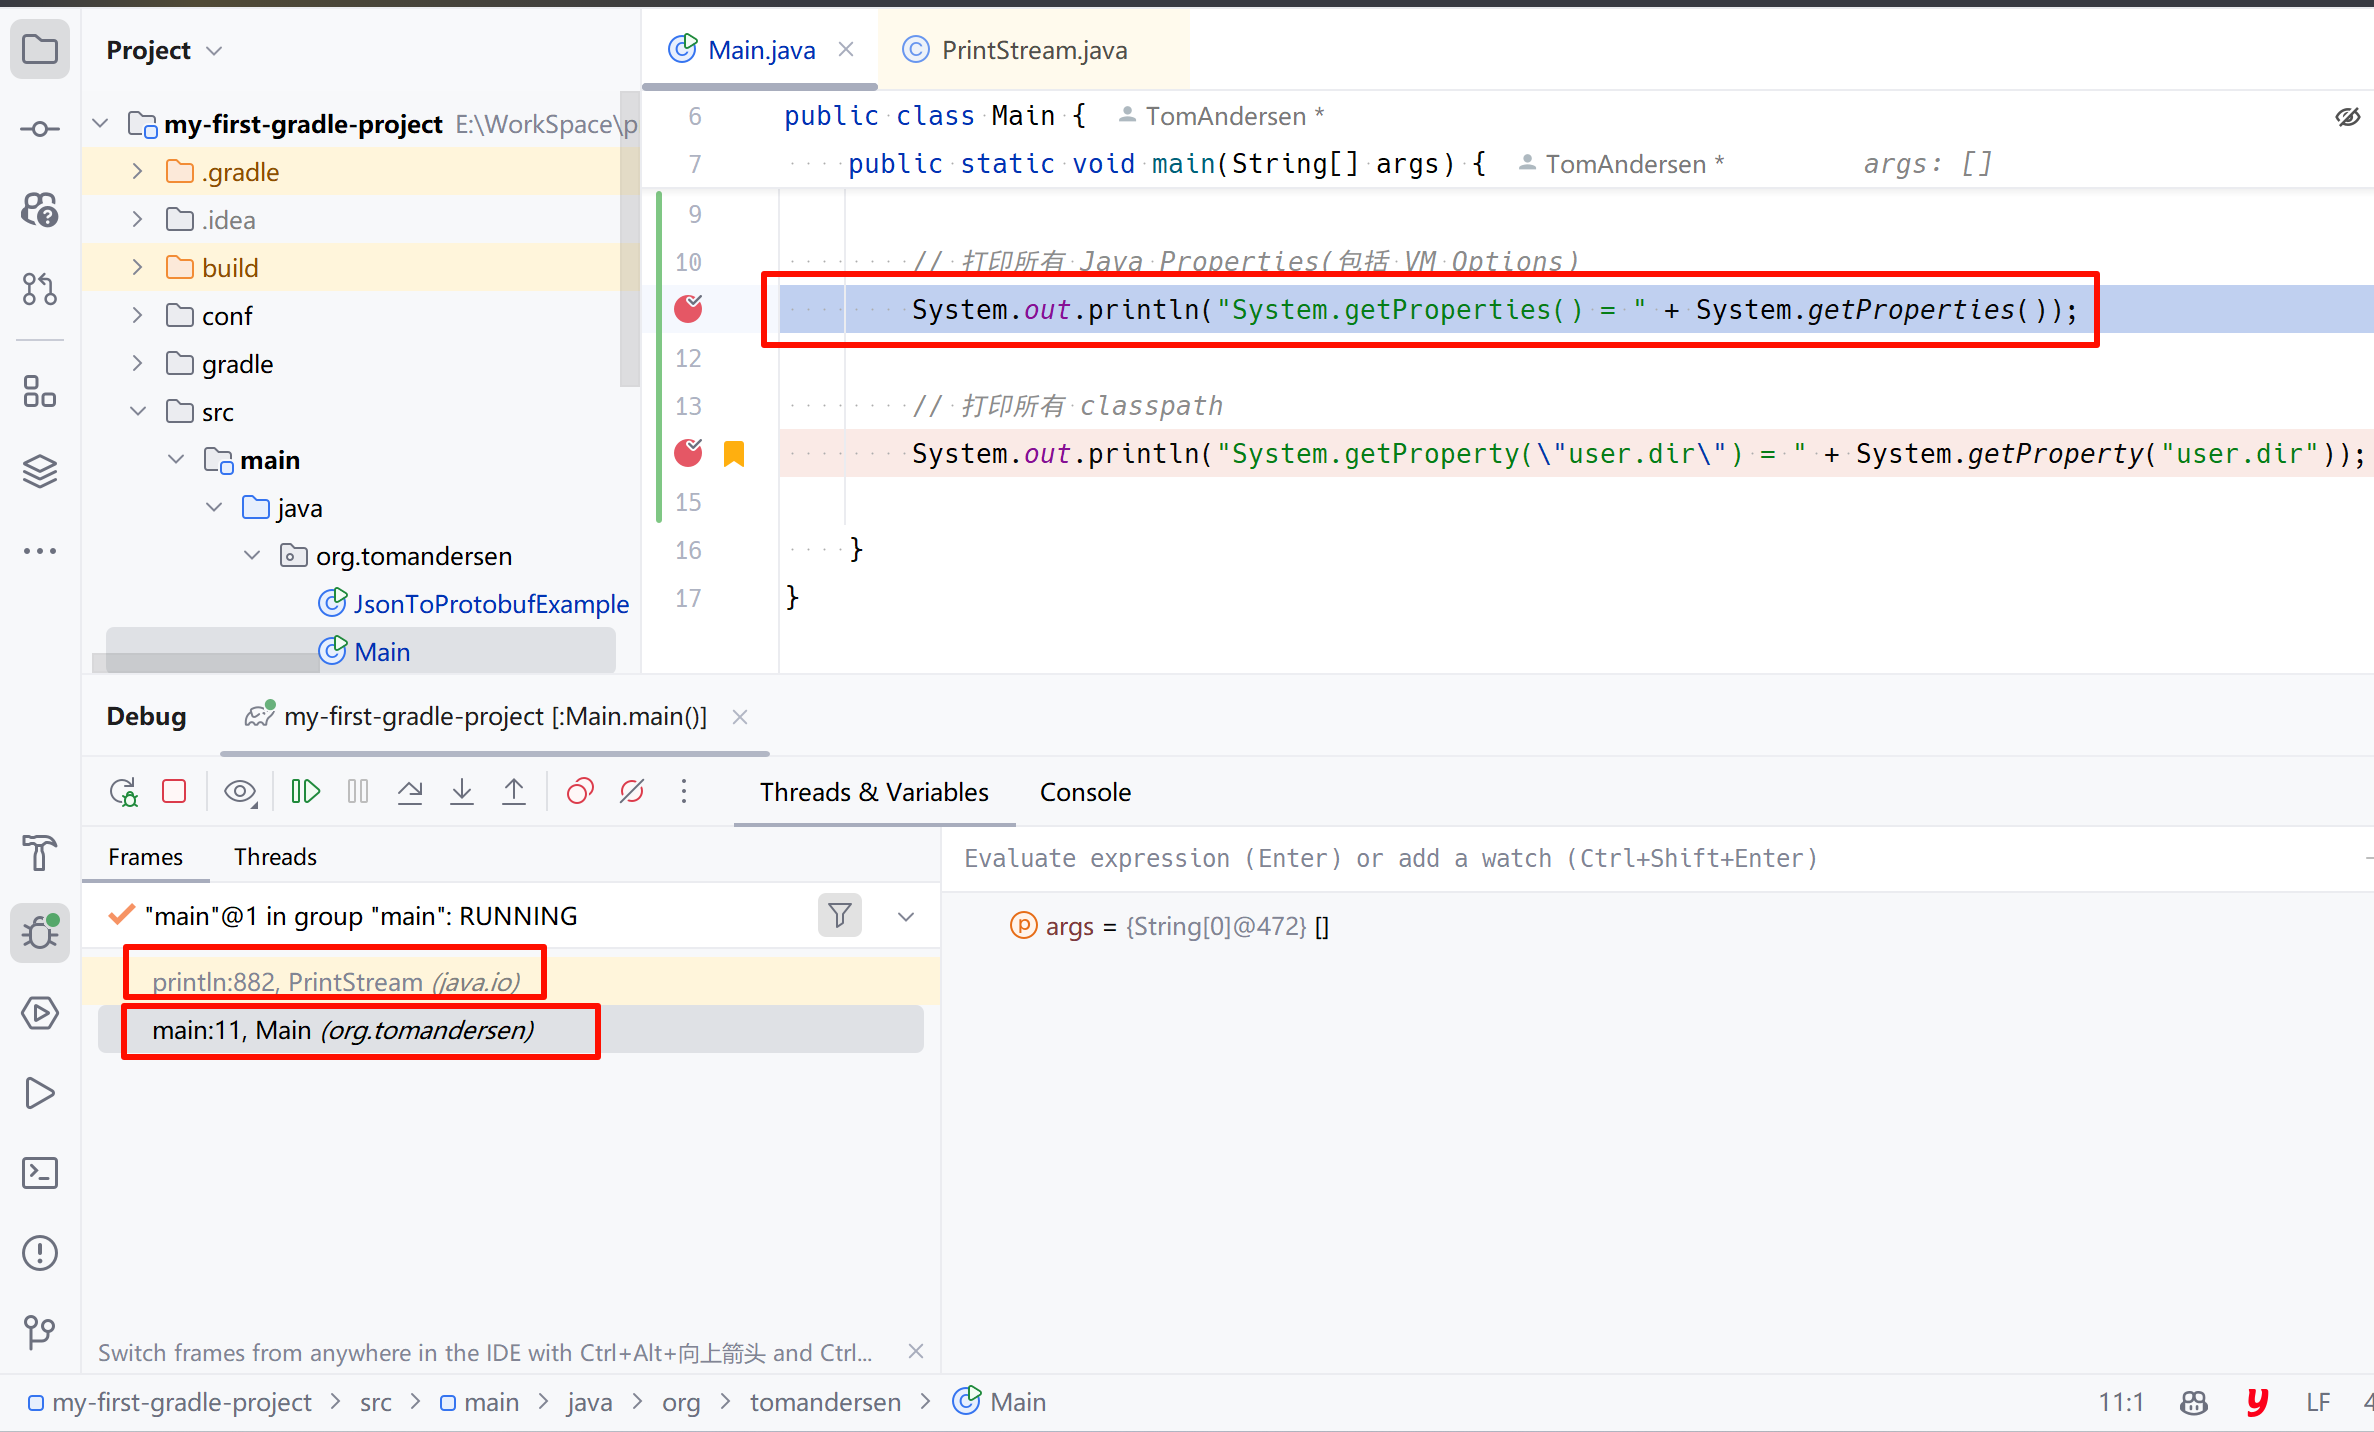 Project
my-first-gradle-project E:\WorkSpace\p
.gradle
.idea
build
conf
gradle
src
main
java
org.tomandersen
JsonToProtobufExample
Main
Main.java
PrintStream.java
6 public class Main { TomAndersen *
7 public static void main(String[] args) { TomAndersen * args: []
9
10 // 打印所有 Java Properties(包括 VM Options)
System.out.println("System.getProperties() = " + System.getProperties());
12
13 // 打印所有 classpath
System.out.println("System.getProperty(\"user.dir\") = " + System.getProperty("user.dir"));
15
16 }
17 }
Debug my-first-gradle-project [:Main.main()]
Threads & Variables Console
Frames Threads
Evaluate expression (Enter) or add a watch (Ctrl+Shift+Enter)
"main"@1 in group "main": RUNNING
args = {String[0]@472} []
println:882, PrintStream (java.io)
main:11, Main (org.tomandersen)
Switch frames from anywhere in the IDE with Ctrl+Alt+向上箭头 and Ctrl...
my-first-gradle-project > src > main > java > org > tomandersen > Main
11:1 y LF 4